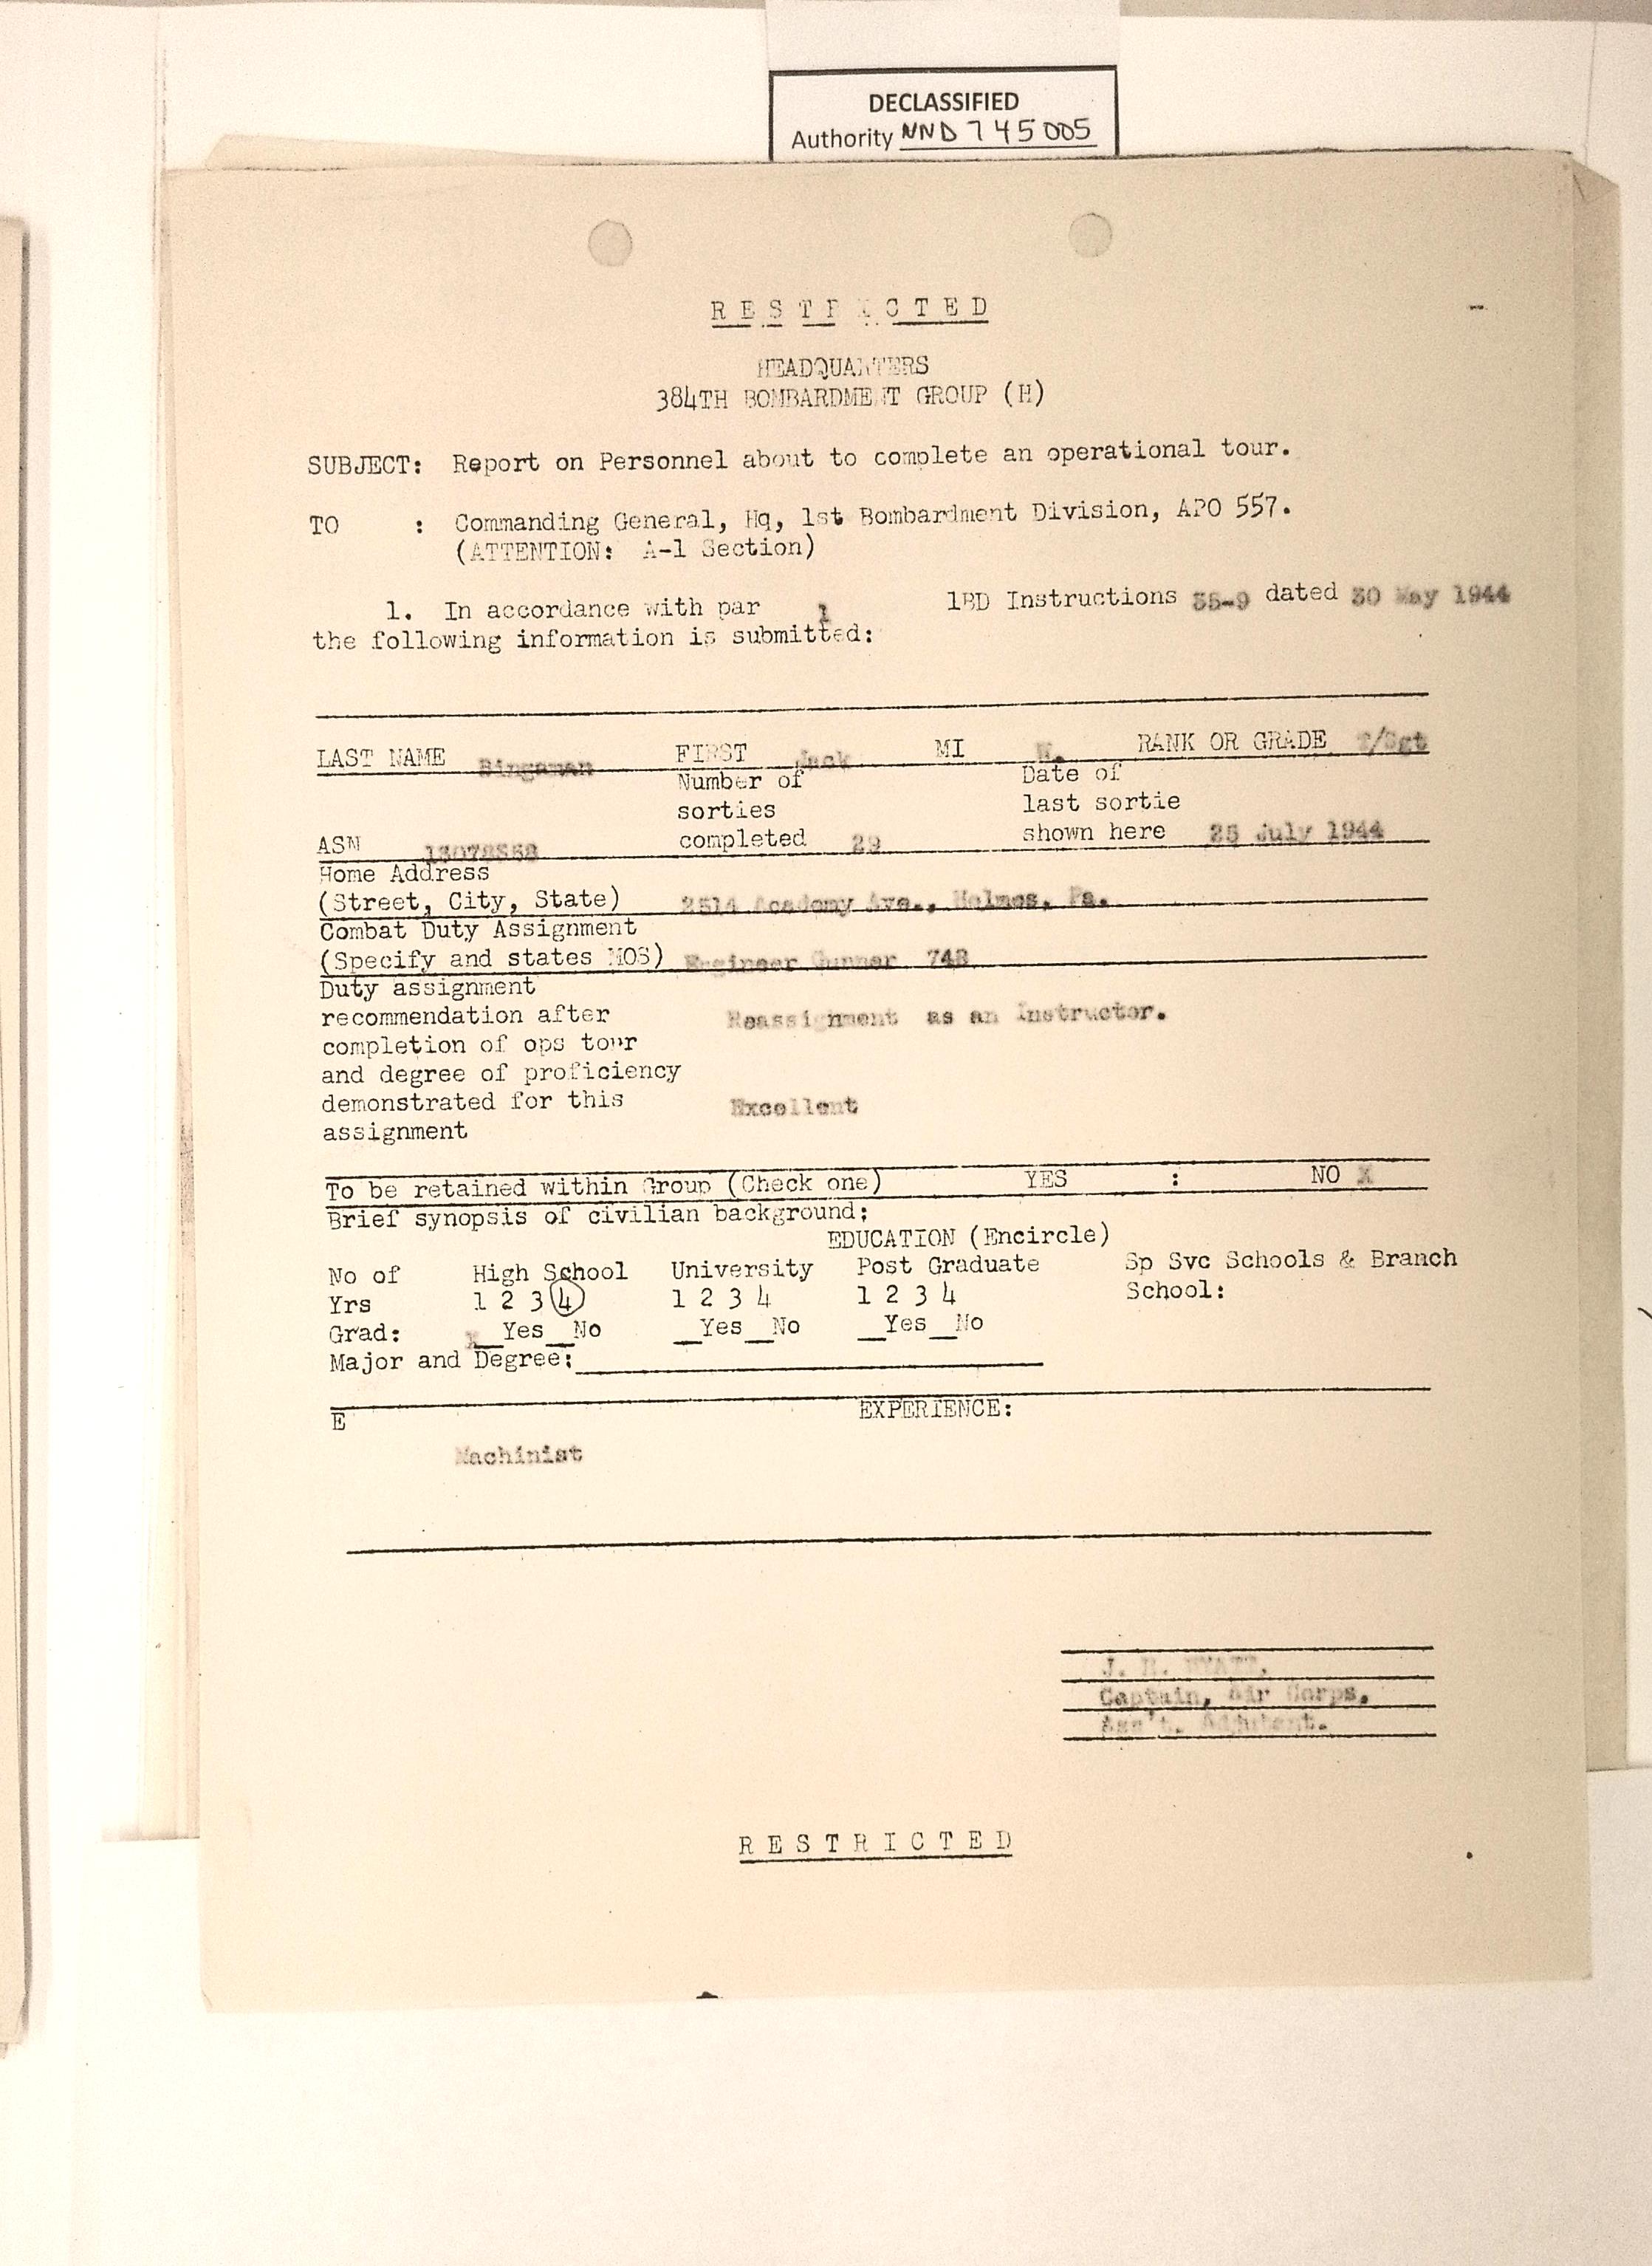 DECLASSIFIED
Authority NND 745005
RESTRICTED
HEADQUARTERS
384TH BOMBARDMENT GROUP (H)
SUBJECT: Report on Personnel about to complete an operational tour.
TO : Commanding General, Hq, 1st Bombardment Division, APO 557.
(ATTENTION: A-1 Section)
1. In accordance with par 1 1BD Instructions 35-9 dated 30 May 1944
the following information is submitted:
LAST NAME Bingaman FIRST Jack MI RANK OR GRADE T/Sgt
Number of Date of
sorties last sortie
ASN completed 29 shown here 25 July 1944
Home Address
(Street, City, State) 2514 Academy Ave., Holmes, Pa.
Combat Duty Assignment
(Specify and states MOS) Engineer Gunner 748
Duty assignment
recommendation after Reassignment as an Instructor.
completion of ops tour
and degree of proficiency
demonstrated for this Excellent
assignment
To be retained within Group (Check one) YES : NO X
Brief synopsis of civilian background:
EDUCATION (Encircle)
No of High School University Post Graduate Sp Svc Schools & Branch
Yrs 1 2 3 4 1 2 3 4 1 2 3 4 School:
Grad: x Yes__No __Yes__No __Yes__No
Major and Degree:
E EXPERIENCE:
Machinist
Captain, Air Corps,
Ass't. Adjutant.
RESTRICTED